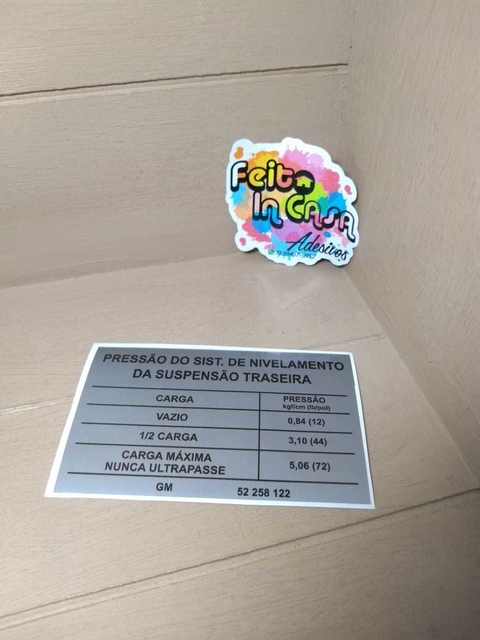 Feito
In Casa
Adesivos
PRESSÃO DO SIST. DE NIVELAMENTO
DA SUSPENSÃO TRASEIRA
CARGA PRESSÃO
kgf/cm (lb/pol)
VAZIO 0,84 (12)
1/2 CARGA 3,10 (44)
CARGA MÁXIMA
NUNCA ULTRAPASSE 5,06 (72)
GM 52 258 122